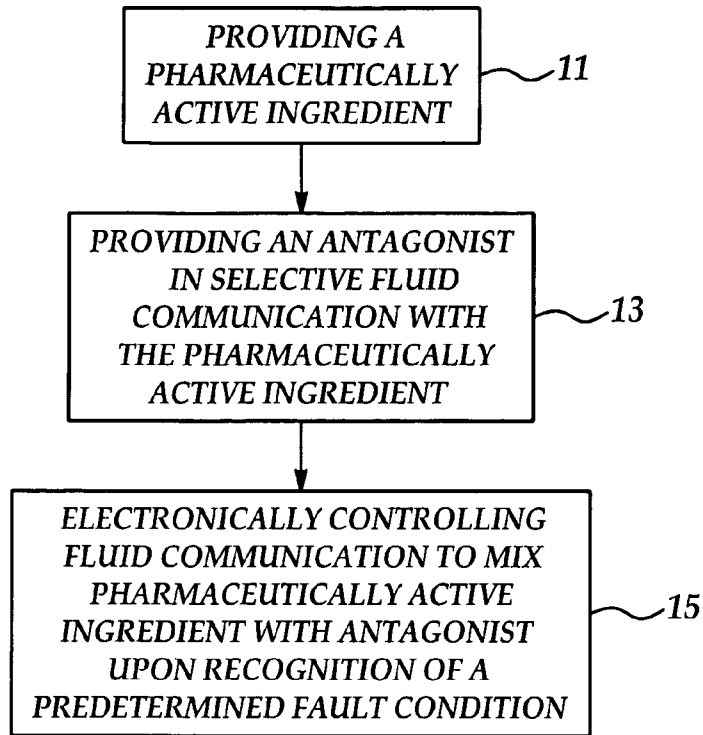 PROVIDING A
PHARMACEUTICALLY
ACTIVE INGREDIENT
11
PROVIDING AN ANTAGONIST
IN SELECTIVE FLUID
COMMUNICATION WITH
THE PHARMACEUTICALLY
ACTIVE INGREDIENT
13
ELECTRONICALLY CONTROLLING
FLUID COMMUNICATION TO MIX
PHARMACEUTICALLY ACTIVE
INGREDIENT WITH ANTAGONIST
UPON RECOGNITION OF A
PREDETERMINED FAULT CONDITION
15